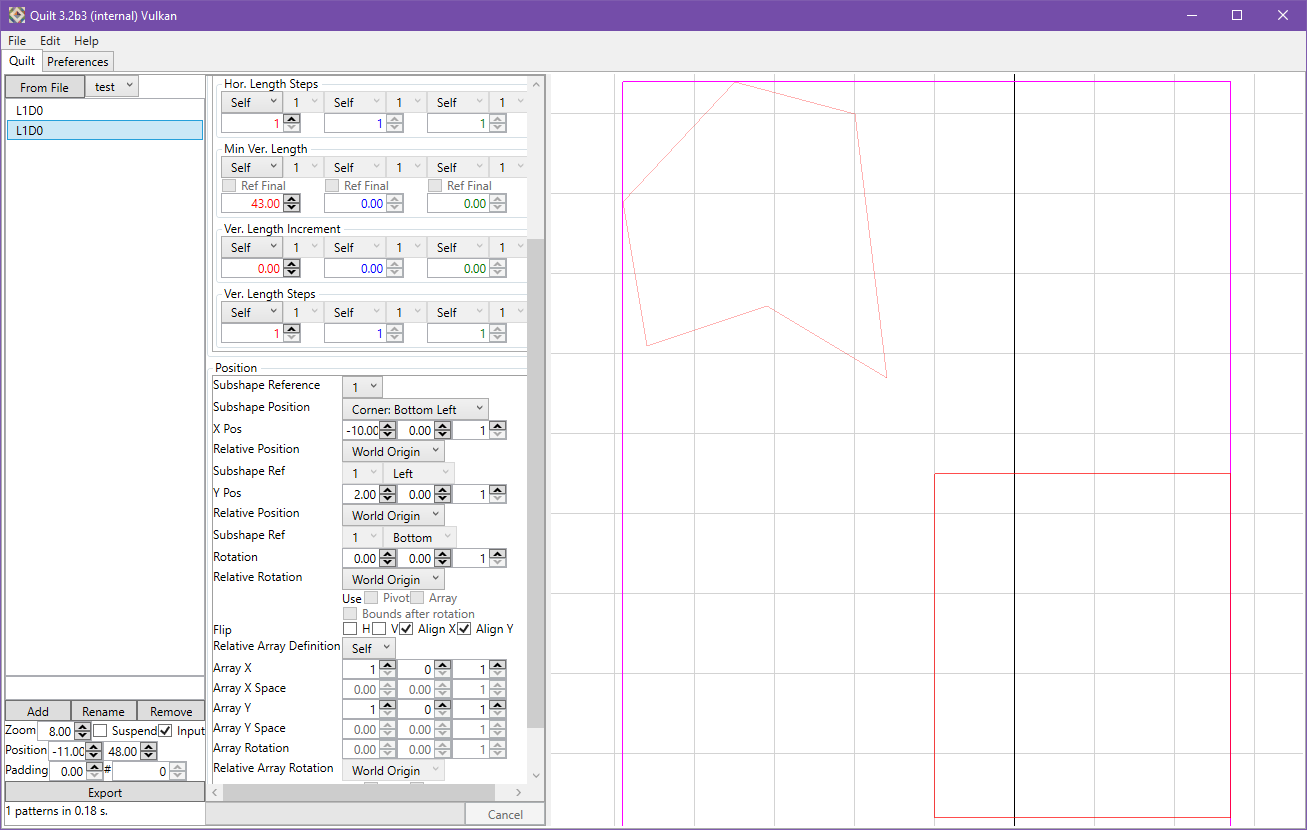 Quilt 3.2b3 (internal) Vulkan
File Edit Help
Quilt Preferences
From File test
L1D0
L1D0
Hor. Length Steps
Self 1 Self 1 Self 1
1 1 1
Min Ver. Length
Self 1 Self 1 Self 1
Ref Final Ref Final Ref Final
43.00 0.00 0.00
Ver. Length Increment
Self 1 Self 1 Self 1
0.00 0.00 0.00
Ver. Length Steps
Self 1 Self 1 Self 1
1 1 1
Position
Subshape Reference 1
Subshape Position Corner: Bottom Left
X Pos -10.00 0.00 1
Relative Position World Origin
Subshape Ref 1 Left
Y Pos 2.00 0.00 1
Relative Position World Origin
Subshape Ref 1 Bottom
Rotation 0.00 0.00 1
Relative Rotation World Origin
Use Pivot Array
Bounds after rotation
Flip H V Align X Align Y
Relative Array Definition Self
Array X 1 0 1
Array X Space 0.00 0.00 1
Array Y 1 0 1
Array Y Space 0.00 0.00 1
Array Rotation 0.00 0.00 1
Relative Array Rotation World Origin
Add Rename Remove
Zoom 8.00 Suspend Input
Position -11.00 48.00
Padding 0.00 # 0
Export
1 patterns in 0.18 s.
Cancel